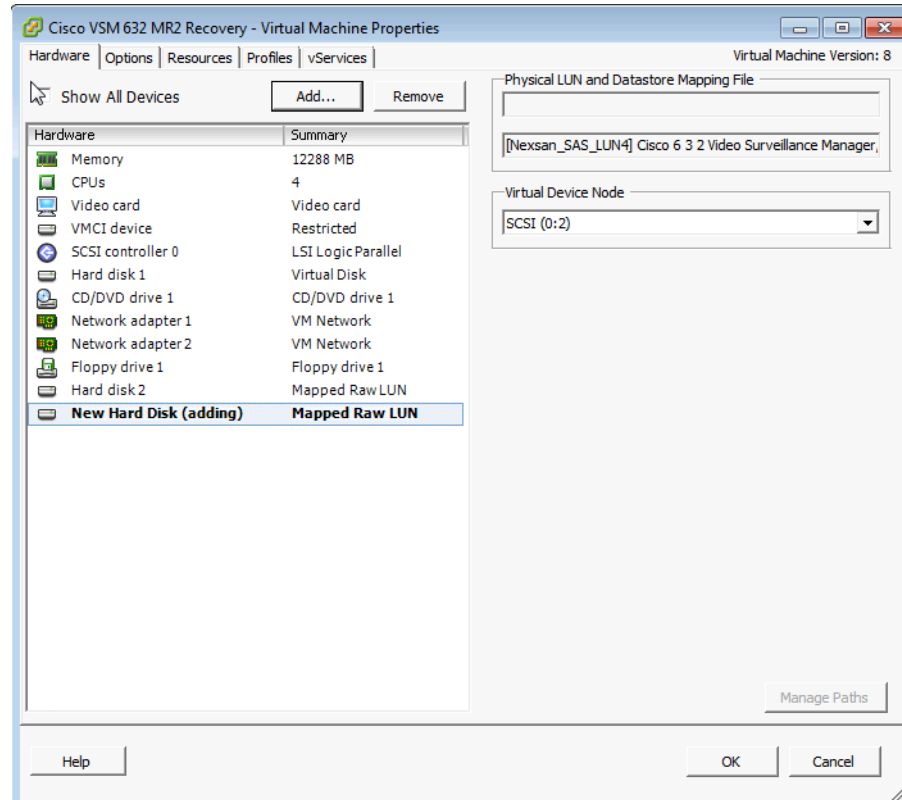 Cisco VSM 632 MR2 Recovery - Virtual Machine Properties
Hardware Options Resources Profiles vServices Virtual Machine Version: 8
Show All Devices Add... Remove
Hardware Summary
Memory 12288 MB
CPUs 4
Video card Video card
VMCI device Restricted
SCSI controller 0 LSI Logic Parallel
Hard disk 1 Virtual Disk
CD/DVD drive 1 CD/DVD drive 1
Network adapter 1 VM Network
Network adapter 2 VM Network
Floppy drive 1 Floppy drive 1
Hard disk 2 Mapped Raw LUN
New Hard Disk (adding) Mapped Raw LUN
Physical LUN and Datastore Mapping File
[Nexsan_SAS_LUN4] Cisco 6 3 2 Video Surveillance Manager,
Virtual Device Node
SCSI (0:2)
Manage Paths
Help OK Cancel